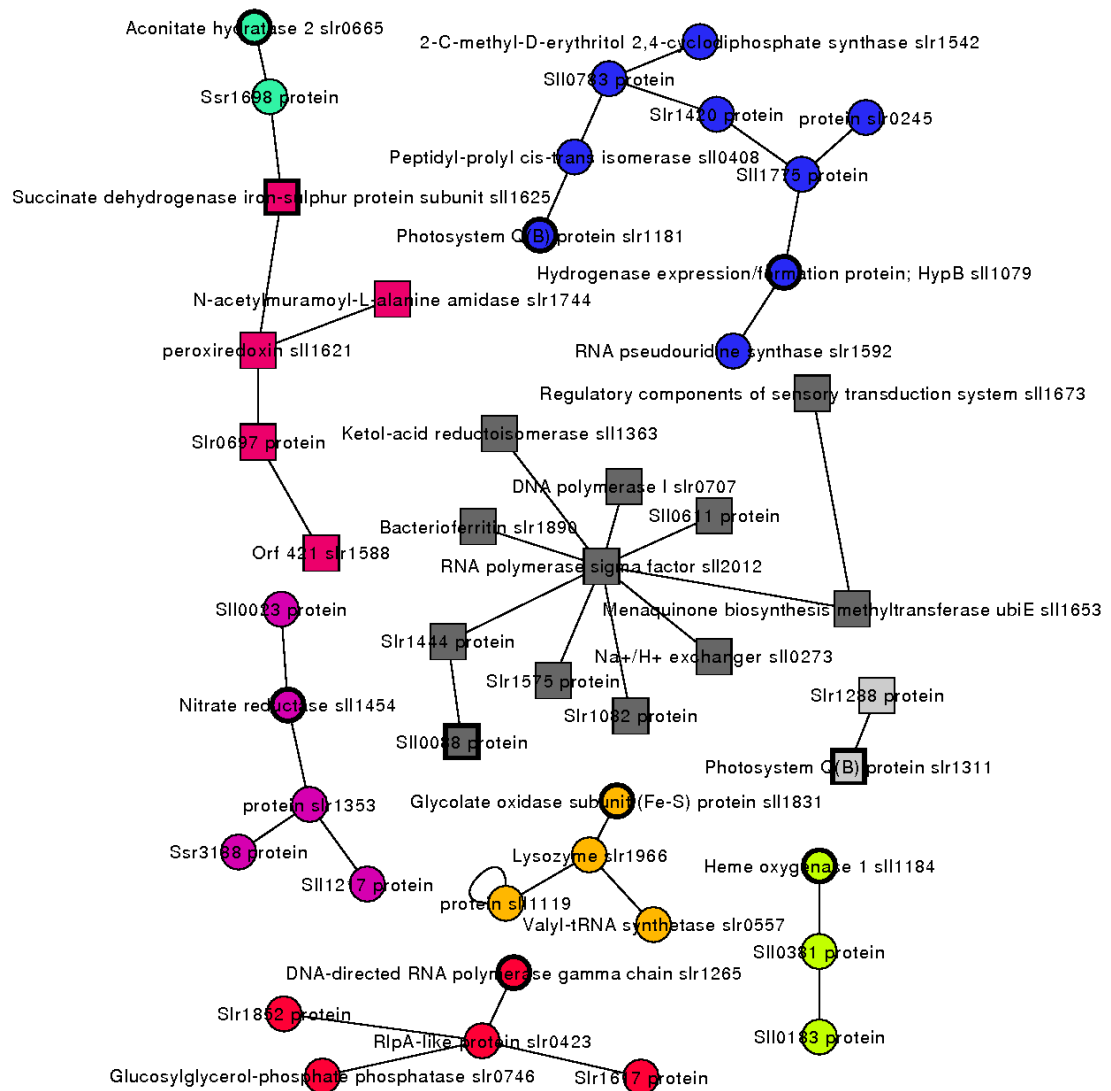 Aconitate hydratase 2 slr0665
2-C-methyl-D-erythritol 2,4-cyclodiphosphate synthase slr1542
Sll0783 protein
Ssr1698 protein
Slr1420 protein
protein slr0245
Peptidyl-prolyl cis-trans isomerase sll0408
Sll1775 protein
Succinate dehydrogenase iron-sulphur protein subunit sll1625
Photosystem Q(B) protein slr1181
Hydrogenase expression/formation protein; HypB sll1079
N-acetylmuramoyl-L-alanine amidase slr1744
peroxiredoxin sll1621
RNA pseudouridine synthase slr1592
Regulatory components of sensory transduction system sll1673
Ketol-acid reductoisomerase sll1363
Slr0697 protein
DNA polymerase I slr0707
Sll0611 protein
Bacterioferritin slr1890
Orf 421 slr1588
RNA polymerase sigma factor sll2012
Sll0023 protein
Menaquinone biosynthesis methyltransferase ubiE sll1653
Slr1444 protein
Na+/H+ exchanger sll0273
Slr1575 protein
Slr1288 protein
Nitrate reductase sll1454
Slr1082 protein
Sll0088 protein
Photosystem Q(B) protein slr1311
Glycolate oxidase subunit (Fe-S) protein sll1831
protein slr1353
Ssr3188 protein
Lysozyme slr1966
Heme oxygenase 1 sll1184
Sll1217 protein
protein sll1119
Valyl-tRNA synthetase slr0557
Sll0381 protein
DNA-directed RNA polymerase gamma chain slr1265
Slr1852 protein
RlpA-like protein slr0423
Sll0183 protein
Glucosylglycerol-phosphate phosphatase slr0746
Slr1617 protein